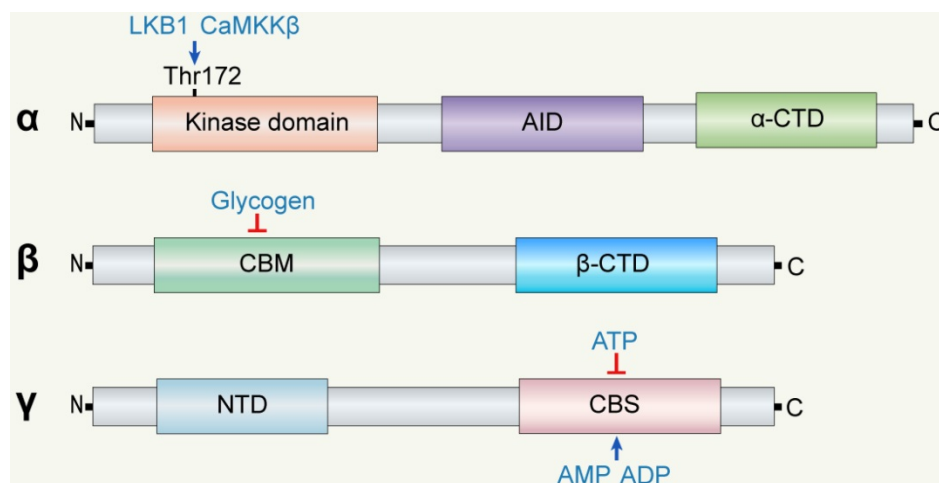 LKB1 CaMKKβ
Thr172
α N Kinase domain AID α-CTD C
Glycogen
β N CBM β-CTD C
ATP
γ N NTD CBS C
AMP ADP